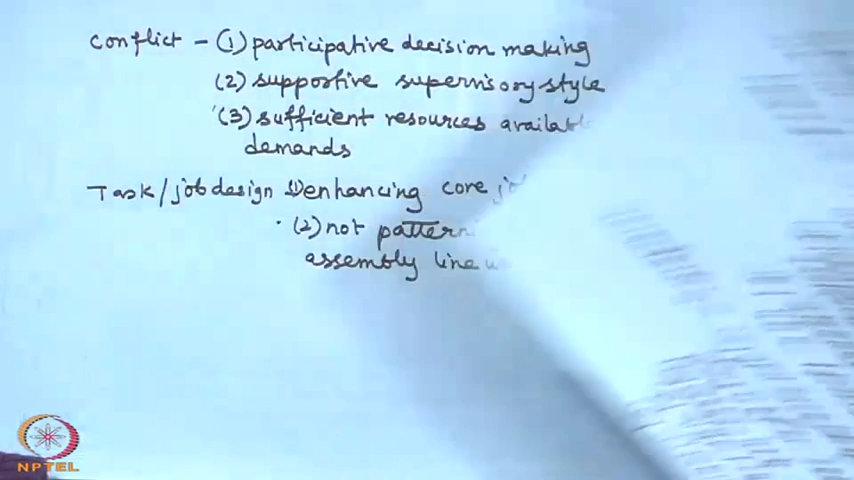 conflict - (1) participative decision making
(2) supportive supervisory style
(3) sufficient resources
demands
Task/job design (1) enhancing core
(2) not
assembly line
NPTEL